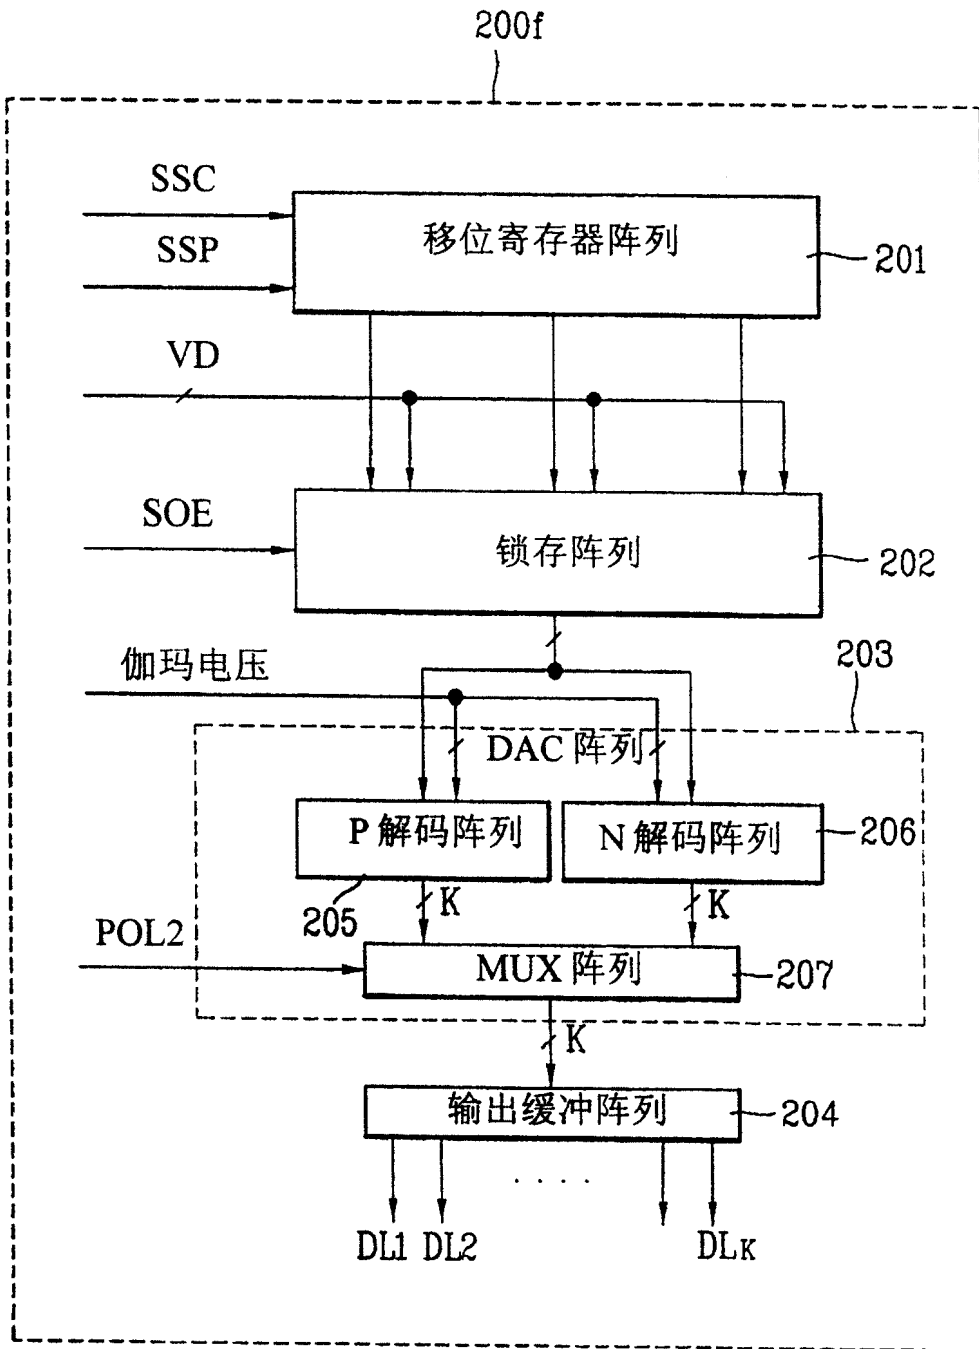 200f
SSC
移位寄存器阵列
201
SSP
VD
SOE
锁存阵列
202
伽玛电压
203
DAC 阵列
P 解码阵列
N 解码阵列
206
205
K
K
POL2
MUX 阵列
207
K
输出缓冲阵列
204
. . . .
DL1 DL2 DLK